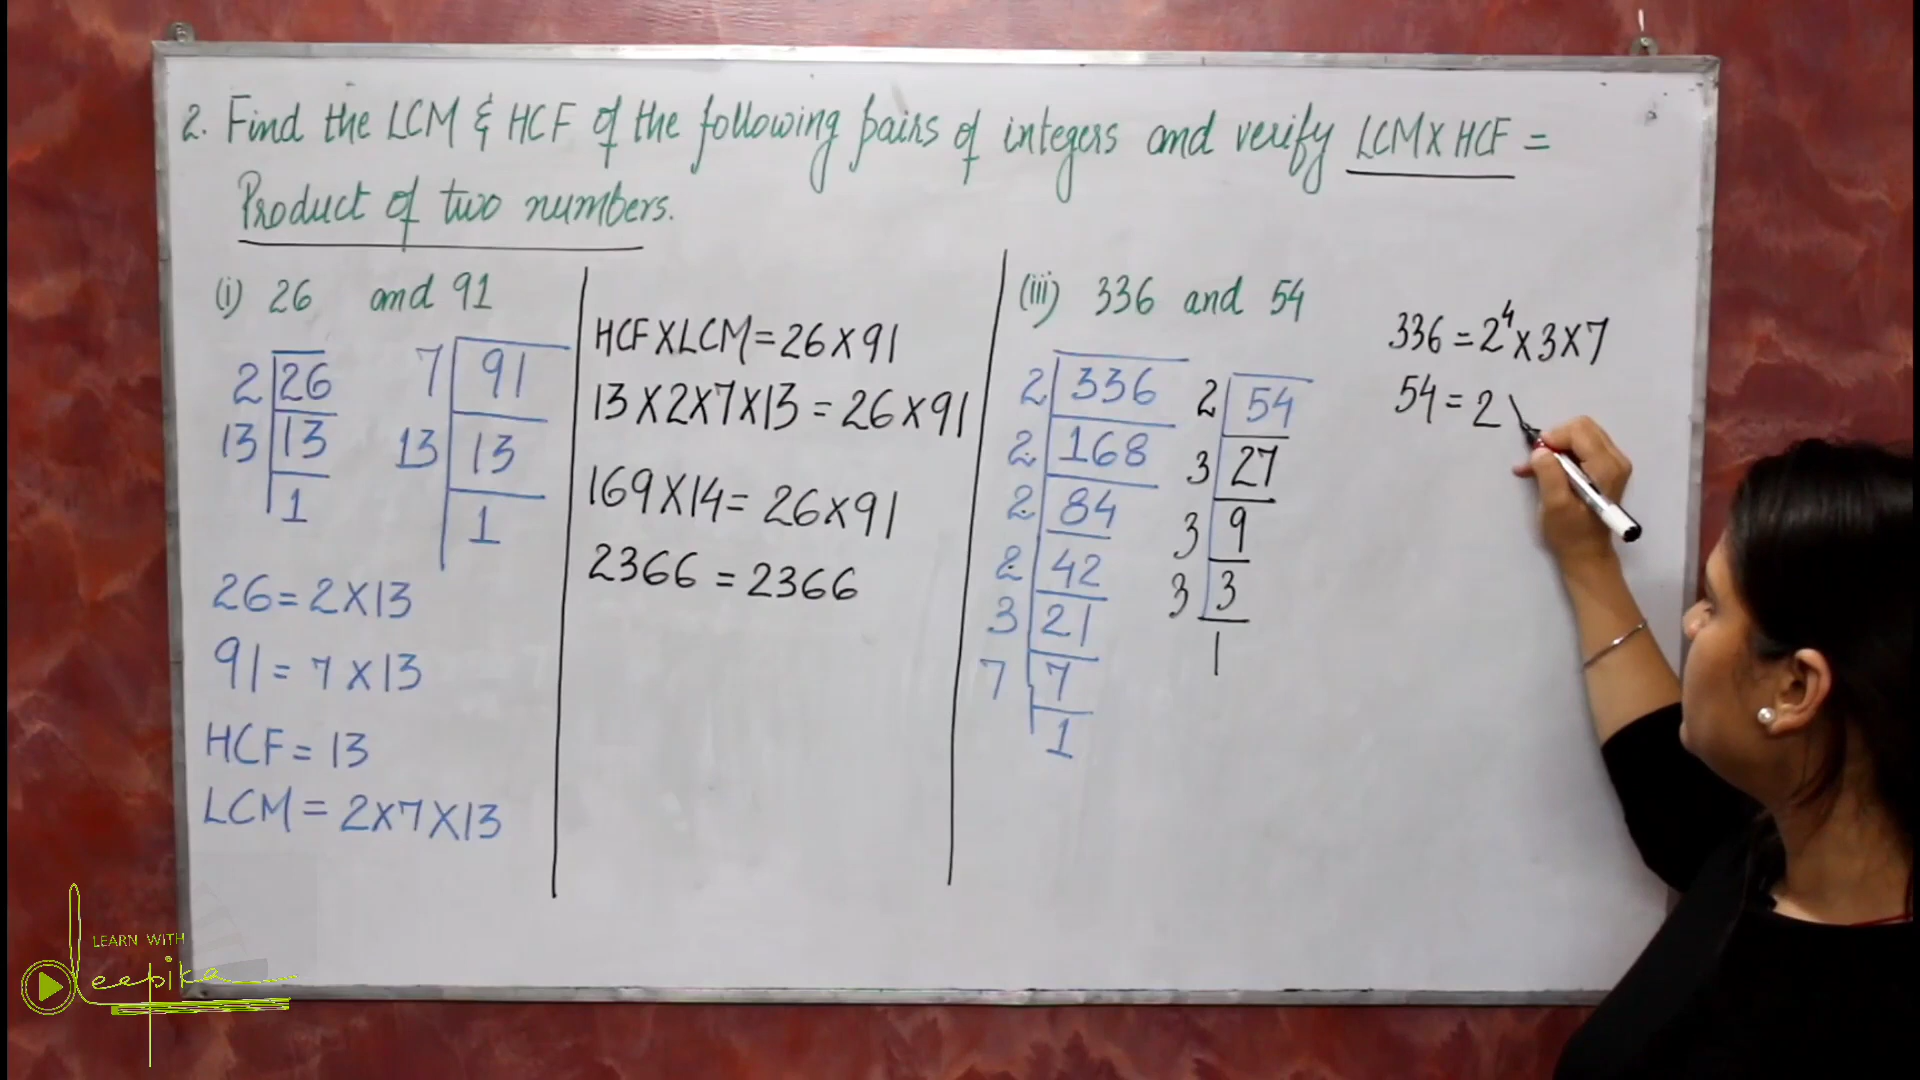 2. Find the LCM & HCF of the following pairs of integers and verify LCM X HCF =
Product of two numbers.
(i) 26 and 91
2 26
13 13
1
7 91
13 13
1
26 = 2 X 13
91 = 7 X 13
HCF = 13
LCM = 2 X 7 X 13
HCF X LCM = 26 X 91
13 X 2 X 7 X 13 = 26 X 91
169 X 14 = 26 X 91
2366 = 2366
(iii) 336 and 54
2 336
2 168
2 84
2 42
3 21
7 7
1
2 54
3 27
3 9
3 3
1
336 = 2⁴ X 3 X 7
54 = 2
LEARN WITH
Deepika